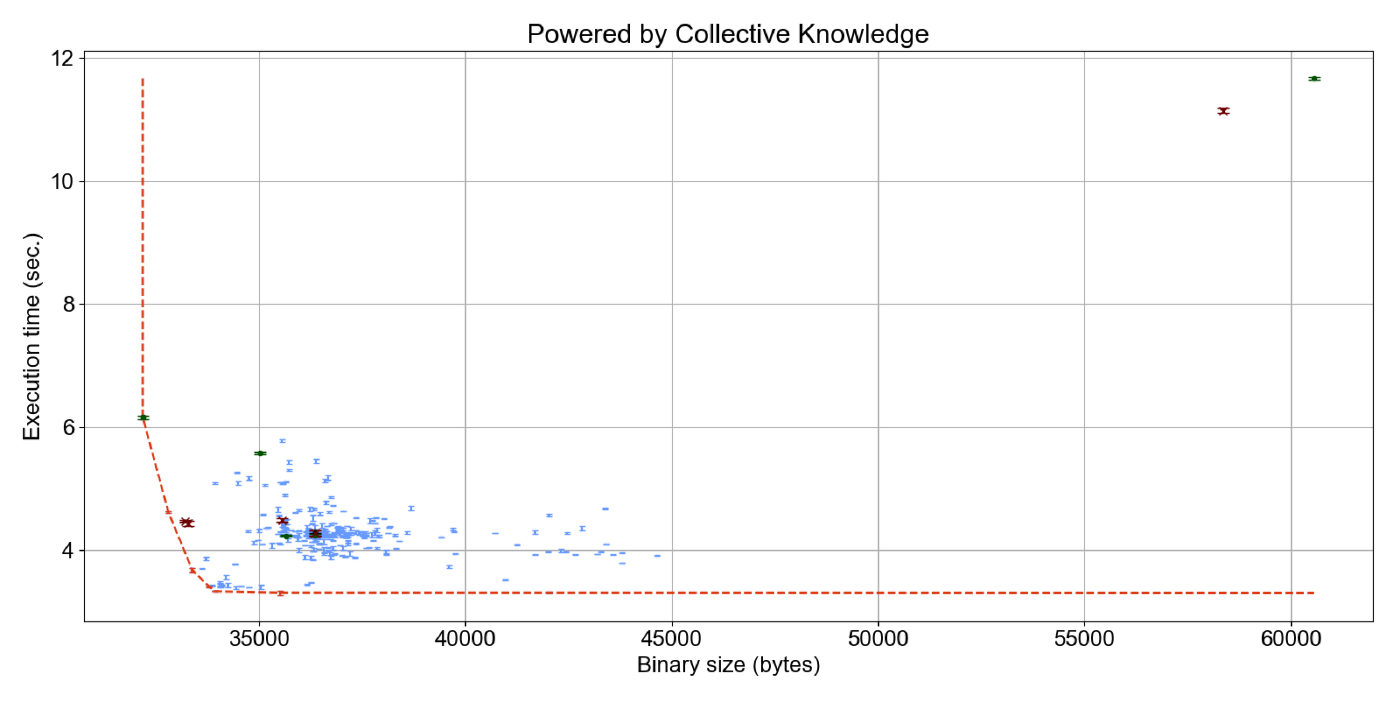 Powered by Collective Knowledge
12
10
8
6
4
Execution time (sec.)
35000 40000 45000 50000 55000 60000
Binary size (bytes)